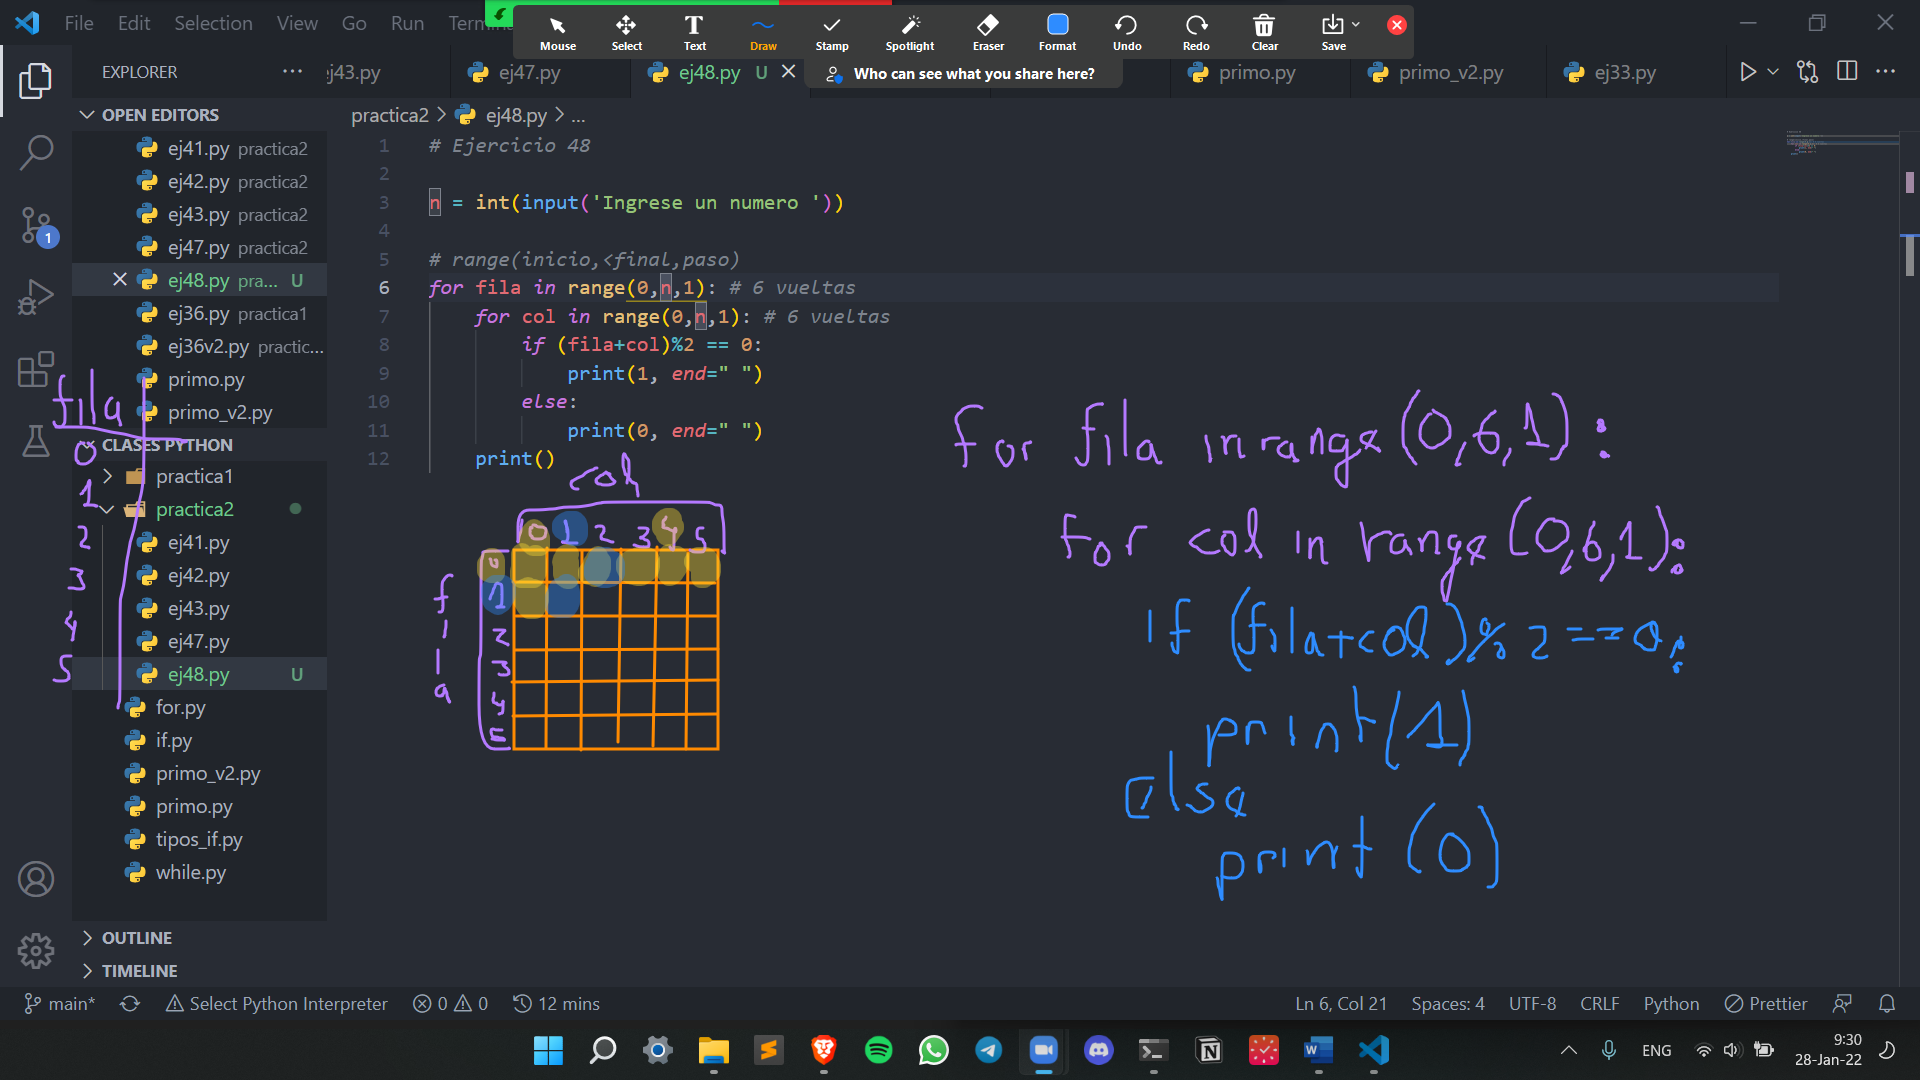 File Edit Selection View Go Run
Mouse Select Text Draw Stamp Spotlight Eraser Format Undo Redo Clear Save
Who can see what you share here?
EXPLORER
ej47.py
ej48.py U
primo.py
primo_v2.py
ej33.py
OPEN EDITORS
ej41.py practica2
ej42.py practica2
ej43.py practica2
ej47.py practica2
ej48.py pra... U
ej36.py practica1
ej36v2.py practic...
primo.py
primo_v2.py
CLASES PYTHON
practica1
practica2
ej41.py
ej42.py
ej43.py
ej47.py
ej48.py U
for.py
if.py
primo_v2.py
primo.py
tipos_if.py
while.py
OUTLINE
TIMELINE
1
fila
0
1
2
3
4
5
practica2 > ej48.py > ...
1 # Ejercicio 48
2
3 n = int(input('Ingrese un numero '))
4
5 # range(inicio,<final,paso)
6 for fila in range(0,n,1): # 6 vueltas
7 for col in range(0,n,1): # 6 vueltas
8 if (fila+col)%2 == 0:
9 print(1, end=" ")
10 else:
11 print(0, end=" ")
12 print()
col
0 1 2 3 4 5
fila
0
1
2
3
4
5
for fila in range(0,6,1):
for col in range(0,6,1):
if (fila+col)%2==0:
print(1)
else
print(0)
main* Select Python Interpreter 0 0 12 mins
Ln 6, Col 21 Spaces: 4 UTF-8 CRLF Python Prettier
ENG
9:30
28-Jan-22